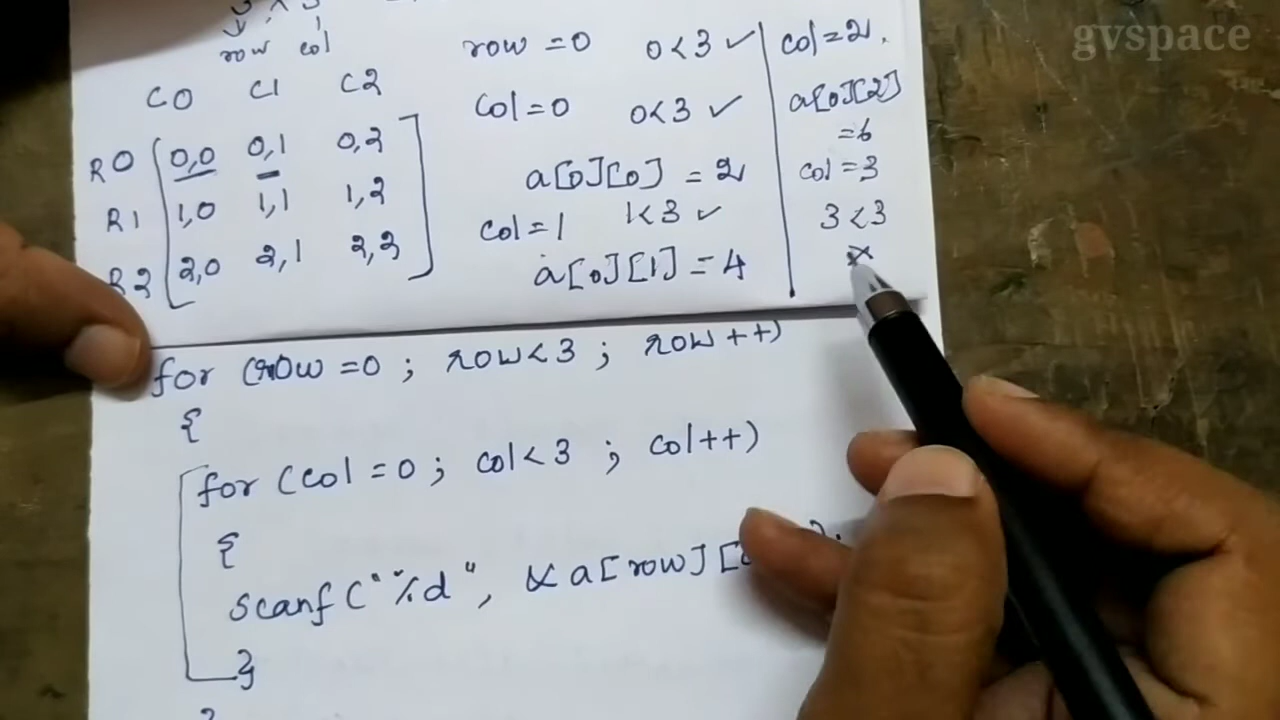 gvspace
row col
C0 C1 C2
R0 0,0 0,1 0,2
R1 1,0 1,1 1,2
R2 2,0 2,1 2,2
row = 0 0<3 ✓
col = 0 0<3 ✓
a[0][0] = 2
col = 1 1<3 ✓
a[0][1] = 4
col = 2.
a[0][2]
= 6
col = 3
3<3
×
for (row = 0 ; row < 3 ; row ++)
{
for (col = 0 ; col < 3 ; col++)
{
scanf ("%d", & a[row][
}